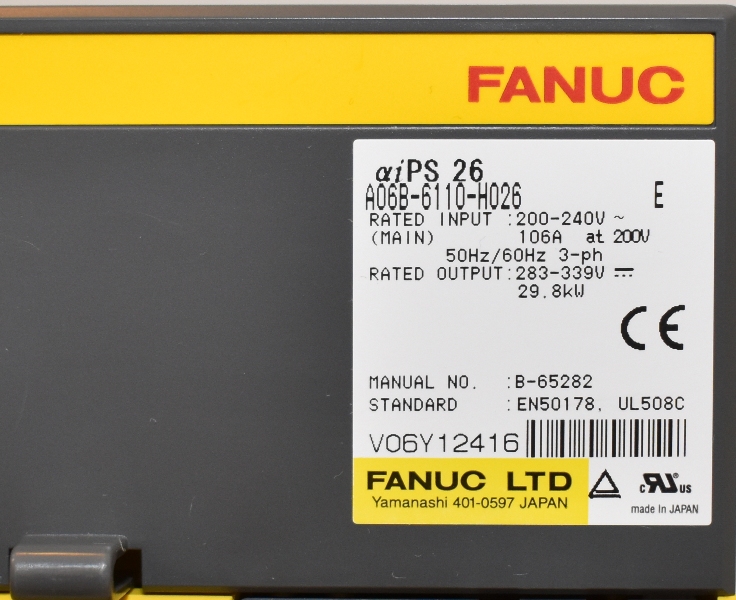 FANUC
αiPS 26
A06B-6110-H026 E
RATED INPUT :200-240V ~
(MAIN) 106A at 200V
50Hz/60Hz 3-ph
RATED OUTPUT:283-339V ⎓
29.8kW
CE
MANUAL NO. :B-65282
STANDARD :EN50178, UL508C
V06Y12416
FANUC LTD
Yamanashi 401-0597 JAPAN
c RU® US
made in JAPAN